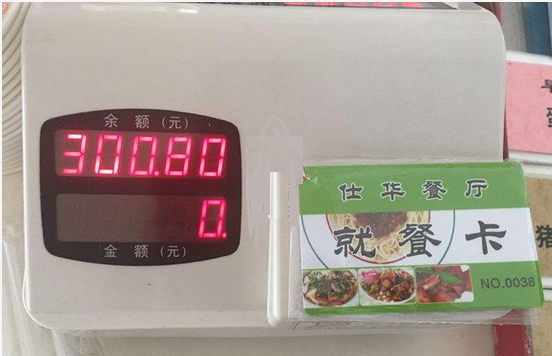 余 额 (元)
300.80
0.
金 额 (元)
仕华餐厅
就餐卡
NO.0038